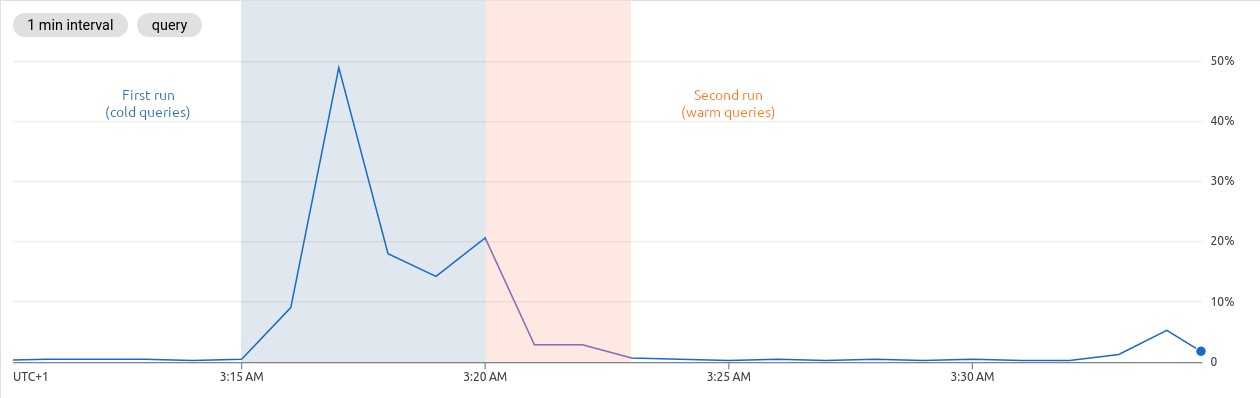 1 min interval
query
First run
(cold queries)
Second run
(warm queries)
50%
40%
30%
20%
10%
0
UTC+1
3:15 AM
3:20 AM
3:25 AM
3:30 AM